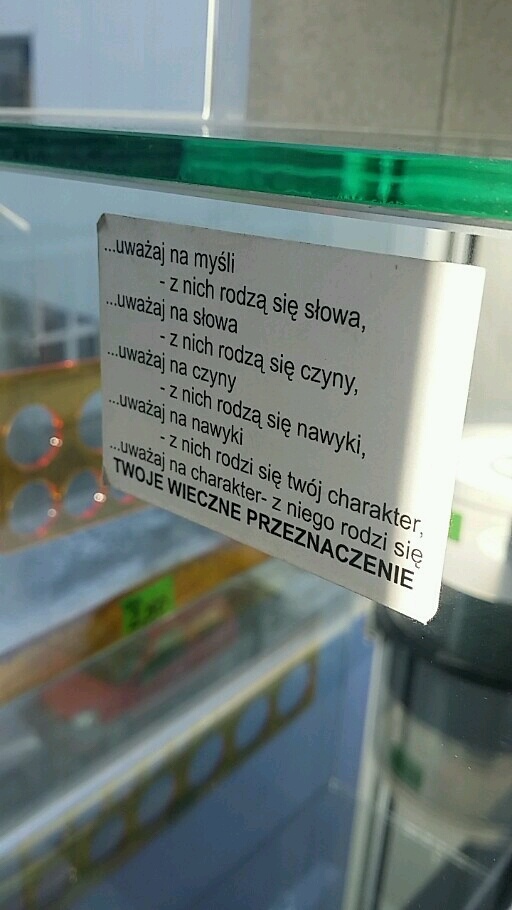 ...uważaj na myśli
- z nich rodzą się słowa,
...uważaj na słowa
- z nich rodzą się czyny,
...uważaj na czyny
- z nich rodzą się nawyki,
...uważaj na nawyki
- z nich rodzi się twój charakter,
...uważaj na charakter- z niego rodzi się
TWOJE WIECZNE PRZEZNACZENIE